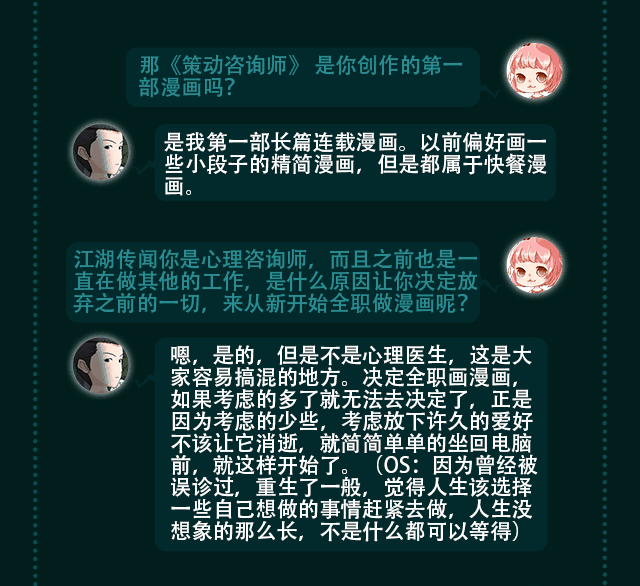 那《策动咨询师》 是你创作的第一
部漫画吗？
是我第一部长篇连载漫画。以前偏好画一
些小段子的精简漫画，但是都属于快餐漫
画。
江湖传闻你是心理咨询师，而且之前也是一
直在做其他的工作，是什么原因让你决定放
弃之前的一切，来从新开始全职做漫画呢？
嗯，是的，但是不是心理医生，这是大
家容易搞混的地方。决定全职画漫画，
如果考虑的多了就无法去决定了，正是
因为考虑的少些，考虑放下许久的爱好
不该让它消逝，就简简单单的坐回电脑
前，就这样开始了。（OS：因为曾经被
误诊过，重生了一般，觉得人生该选择
一些自己想做的事情赶紧去做，人生没
想象的那么长，不是什么都可以等得）